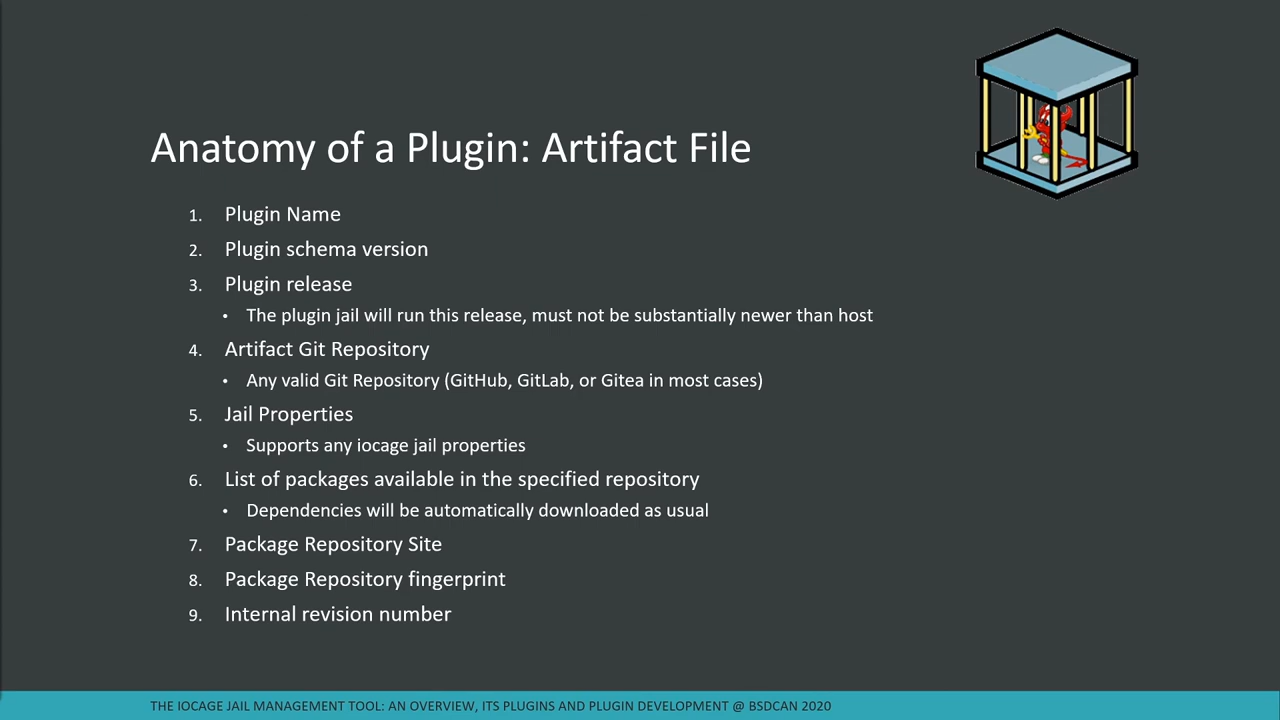 Anatomy of a Plugin: Artifact File
1. Plugin Name
2. Plugin schema version
3. Plugin release
• The plugin jail will run this release, must not be substantially newer than host
4. Artifact Git Repository
• Any valid Git Repository (GitHub, GitLab, or Gitea in most cases)
5. Jail Properties
• Supports any iocage jail properties
6. List of packages available in the specified repository
• Dependencies will be automatically downloaded as usual
7. Package Repository Site
8. Package Repository fingerprint
9. Internal revision number
THE IOCAGE JAIL MANAGEMENT TOOL: AN OVERVIEW, ITS PLUGINS AND PLUGIN DEVELOPMENT @ BSDCAN 2020